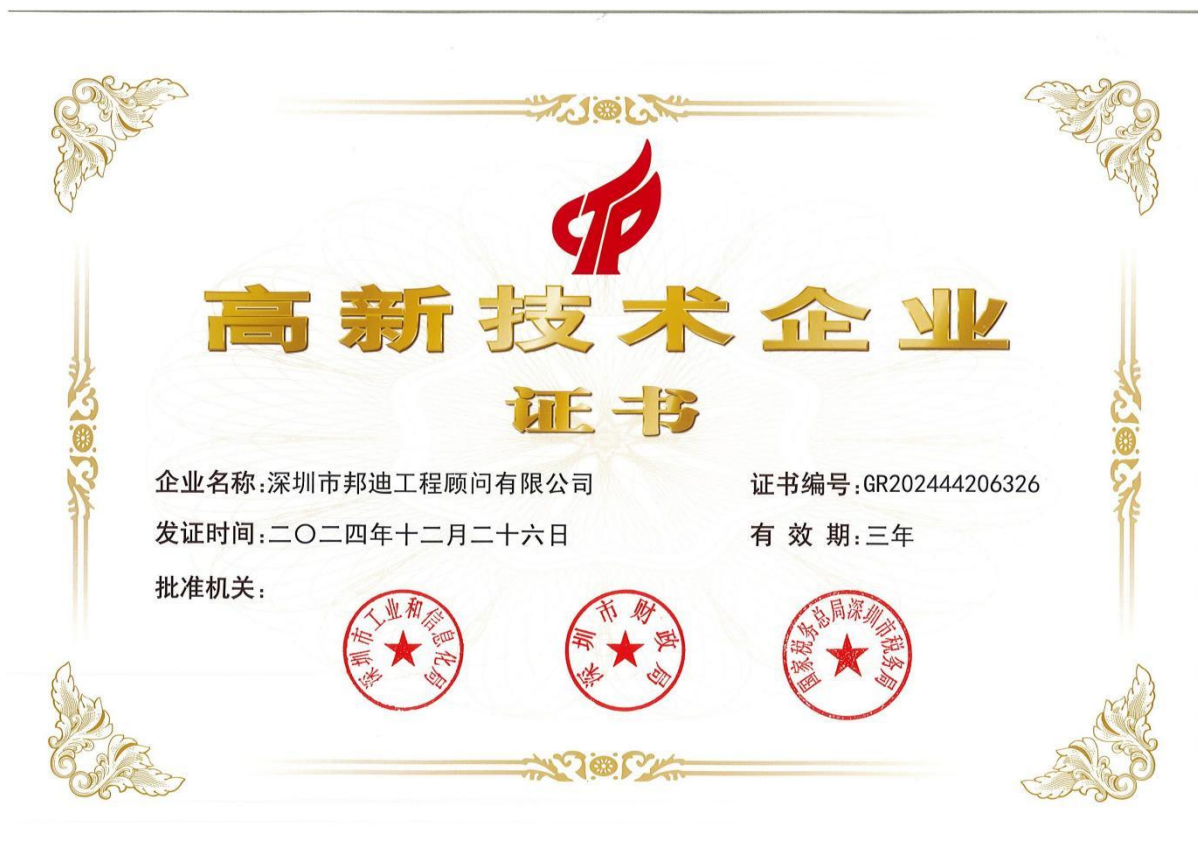 高新技术企业
证书
企业名称:深圳市邦迪工程顾问有限公司 证书编号:GR202444206326
发证时间:二〇二四年十二月二十六日 有 效 期:三年
批准机关:
深圳市工业和信息化局
深圳市财政局
国家税务总局深圳市税务局